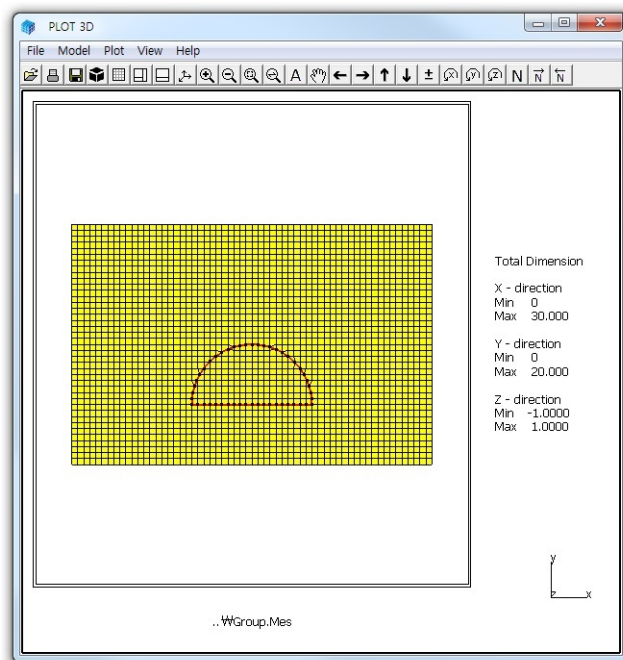 PLOT 3D
File Model Plot View Help
A ± X Y Z N N N
Total Dimension
X - direction
Min 0
Max 30.000
Y - direction
Min 0
Max 20.000
Z - direction
Min -1.0000
Max 1.0000
y
z x
..₩Group.Mes